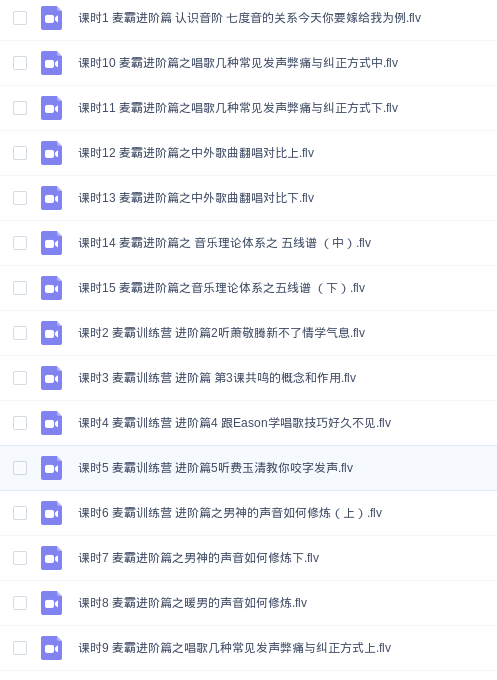 课时1 麦霸进阶篇 认识音阶 七度音的关系今天你要嫁给我为例.flv
课时10 麦霸进阶篇之唱歌几种常见发声弊痛与纠正方式中.flv
课时11 麦霸进阶篇之唱歌几种常见发声弊痛与纠正方式下.flv
课时12 麦霸进阶篇之中外歌曲翻唱对比上.flv
课时13 麦霸进阶篇之中外歌曲翻唱对比下.flv
课时14 麦霸进阶篇之 音乐理论体系之 五线谱 （中）.flv
课时15 麦霸进阶篇之音乐理论体系之五线谱 （下）.flv
课时2 麦霸训练营 进阶篇2听萧敬腾新不了情学气息.flv
课时3 麦霸训练营 进阶篇 第3课共鸣的概念和作用.flv
课时4 麦霸训练营 进阶篇4 跟Eason学唱歌技巧好久不见.flv
课时5 麦霸训练营 进阶篇5听费玉清教你咬字发声.flv
课时6 麦霸训练营 进阶篇之男神的声音如何修炼（上）.flv
课时7 麦霸进阶篇之男神的声音如何修炼下.flv
课时8 麦霸进阶篇之暖男的声音如何修炼.flv
课时9 麦霸进阶篇之唱歌几种常见发声弊痛与纠正方式上.flv